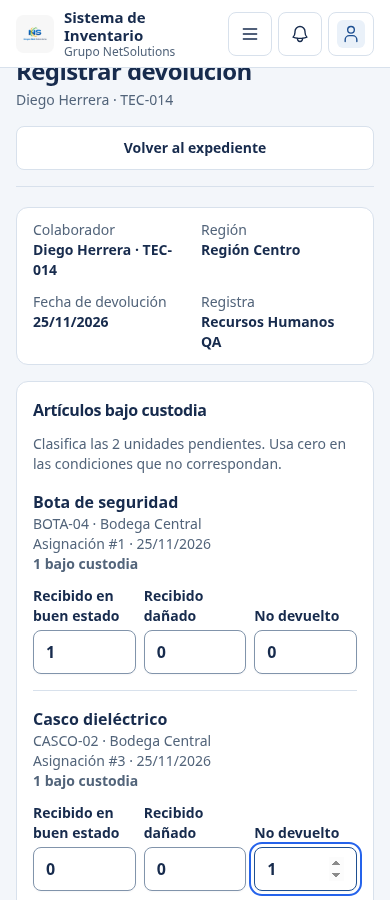 Sistema de
Inventario
Grupo NetSolutions
Registrar devolución
Diego Herrera · TEC-014
Volver al expediente
Colaborador
Diego Herrera · TEC-
014
Región
Región Centro
Fecha de devolución
25/11/2026
Registra
Recursos Humanos
QA
Artículos bajo custodia
Clasifica las 2 unidades pendientes. Usa cero en
las condiciones que no correspondan.
Bota de seguridad
BOTA-04 · Bodega Central
Asignación #1 · 25/11/2026
1 bajo custodia
Recibido en
buen estado
Recibido
dañado
No devuelto
1
0
0
Casco dieléctrico
CASCO-02 · Bodega Central
Asignación #3 · 25/11/2026
1 bajo custodia
Recibido en
buen estado
Recibido
dañado
No devuelto
0
0
1